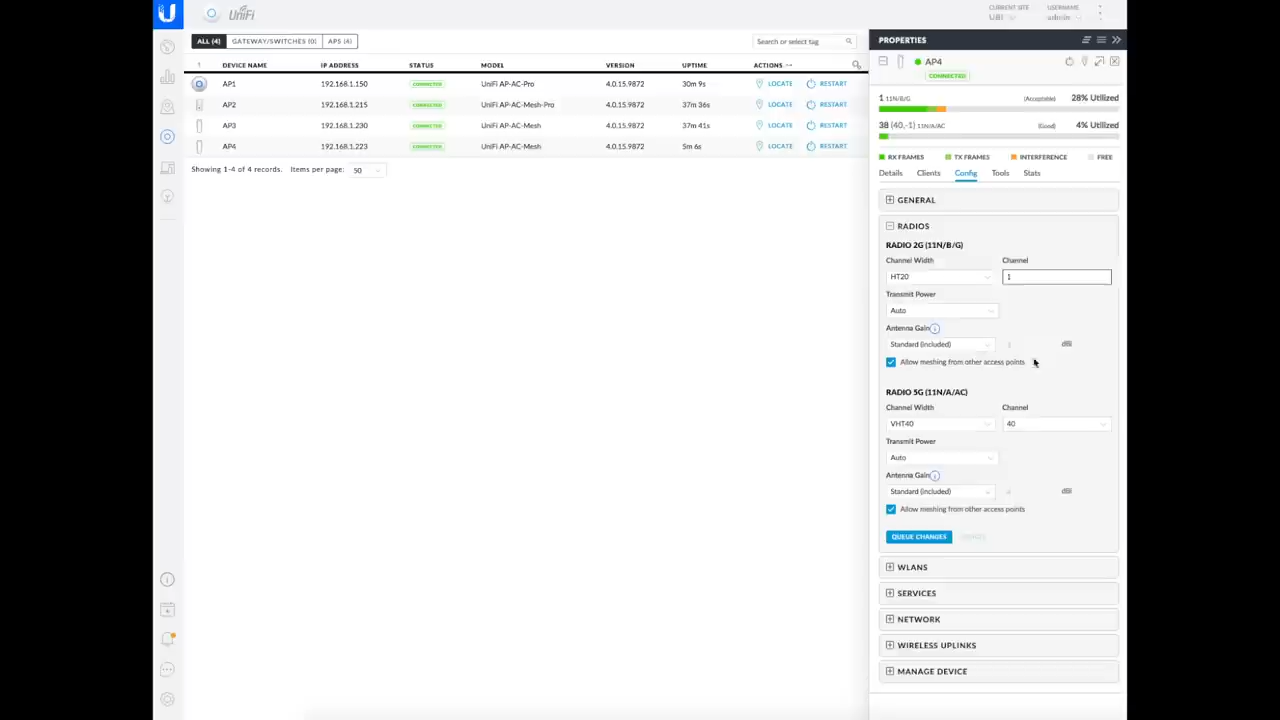 UniFi
CURRENT SITE
USERNAME
admin
ALL (4)
GATEWAY/SWITCHES (0)
APS (4)
Search or select tag
DEVICE NAME
IP ADDRESS
STATUS
MODEL
VERSION
UPTIME
ACTIONS
AP1 192.168.1.150 CONNECTED UniFi AP-AC-Pro 4.0.15.9872 30m 9s LOCATE RESTART
AP2 192.168.1.215 CONNECTED UniFi AP-AC-Mesh-Pro 4.0.15.9872 37m 36s LOCATE RESTART
AP3 192.168.1.230 CONNECTED UniFi AP-AC-Mesh 4.0.15.9872 37m 41s LOCATE RESTART
AP4 192.168.1.223 CONNECTED UniFi AP-AC-Mesh 4.0.15.9872 5m 6s LOCATE RESTART
Showing 1-4 of 4 records. Items per page: 50
PROPERTIES
AP4
CONNECTED
1 11N/B/G (Acceptable) 28% Utilized
38 (40,-1) 11N/A/AC (Good) 4% Utilized
RX FRAMES TX FRAMES INTERFERENCE FREE
Details Clients Config Tools Stats
GENERAL
RADIOS
RADIO 2G (11N/B/G)
Channel Width Channel
HT20 1
Transmit Power
Auto
Antenna Gain
Standard (included) dBi
Allow meshing from other access points
RADIO 5G (11N/A/AC)
Channel Width Channel
VHT40 40
Transmit Power
Auto
Antenna Gain
Standard (included) dBi
Allow meshing from other access points
QUEUE CHANGES
WLANS
SERVICES
NETWORK
WIRELESS UPLINKS
MANAGE DEVICE